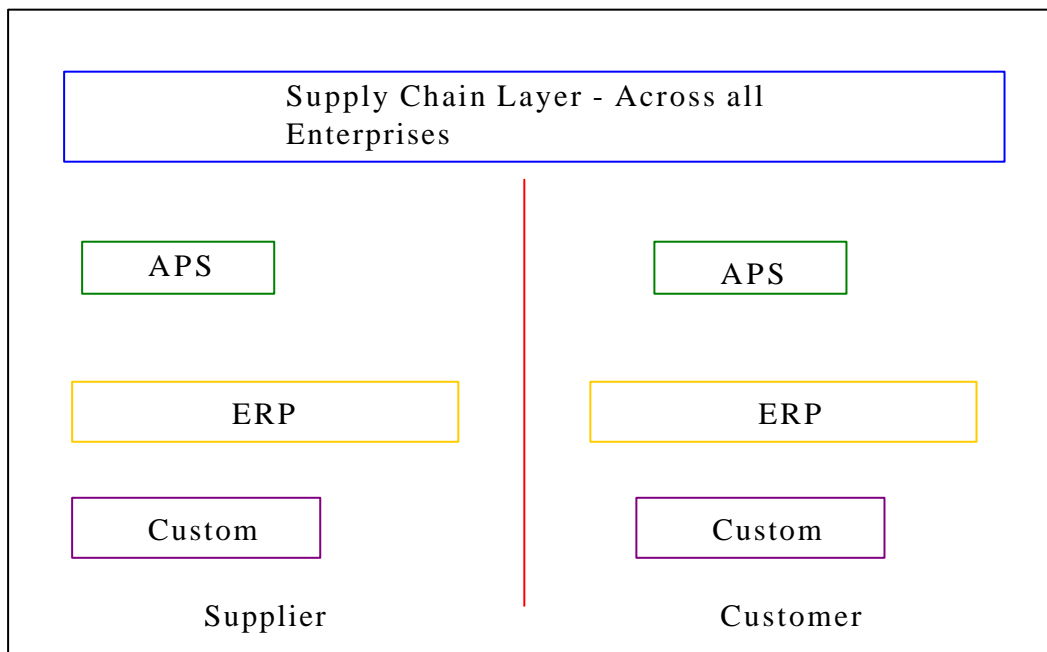 Supply Chain Layer - Across all
Enterprises
APS
APS
ERP
ERP
Custom
Custom
Supplier
Customer